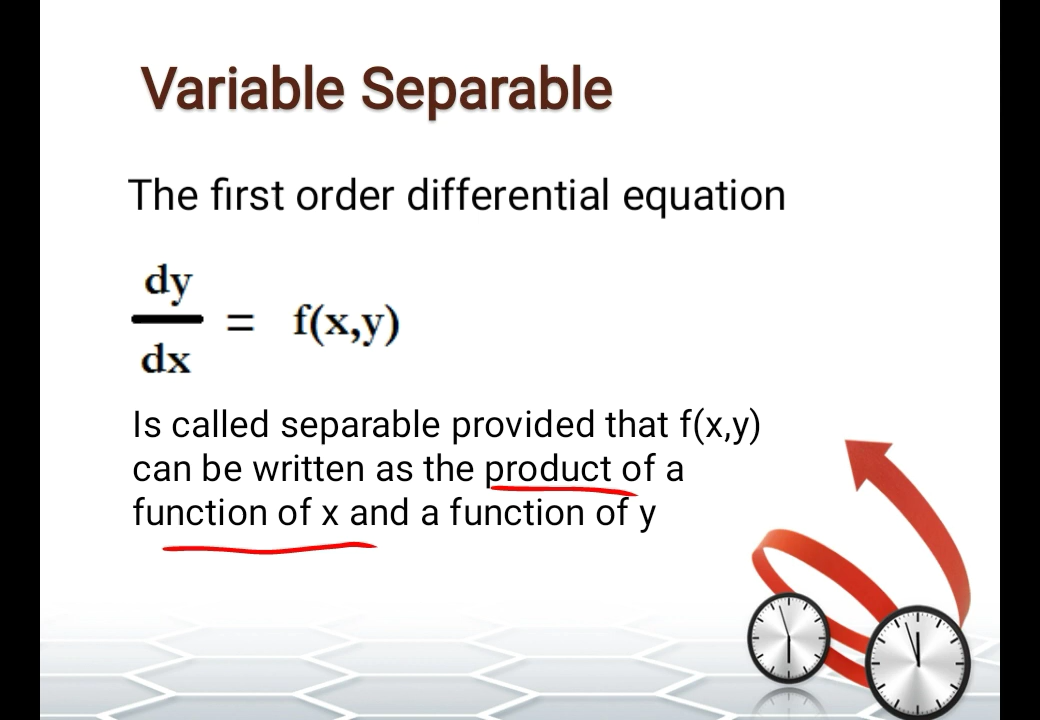 Variable Separable
The first order differential equation
dy
dx
= f(x,y)
Is called separable provided that f(x,y)
can be written as the product of a
function of x and a function of y